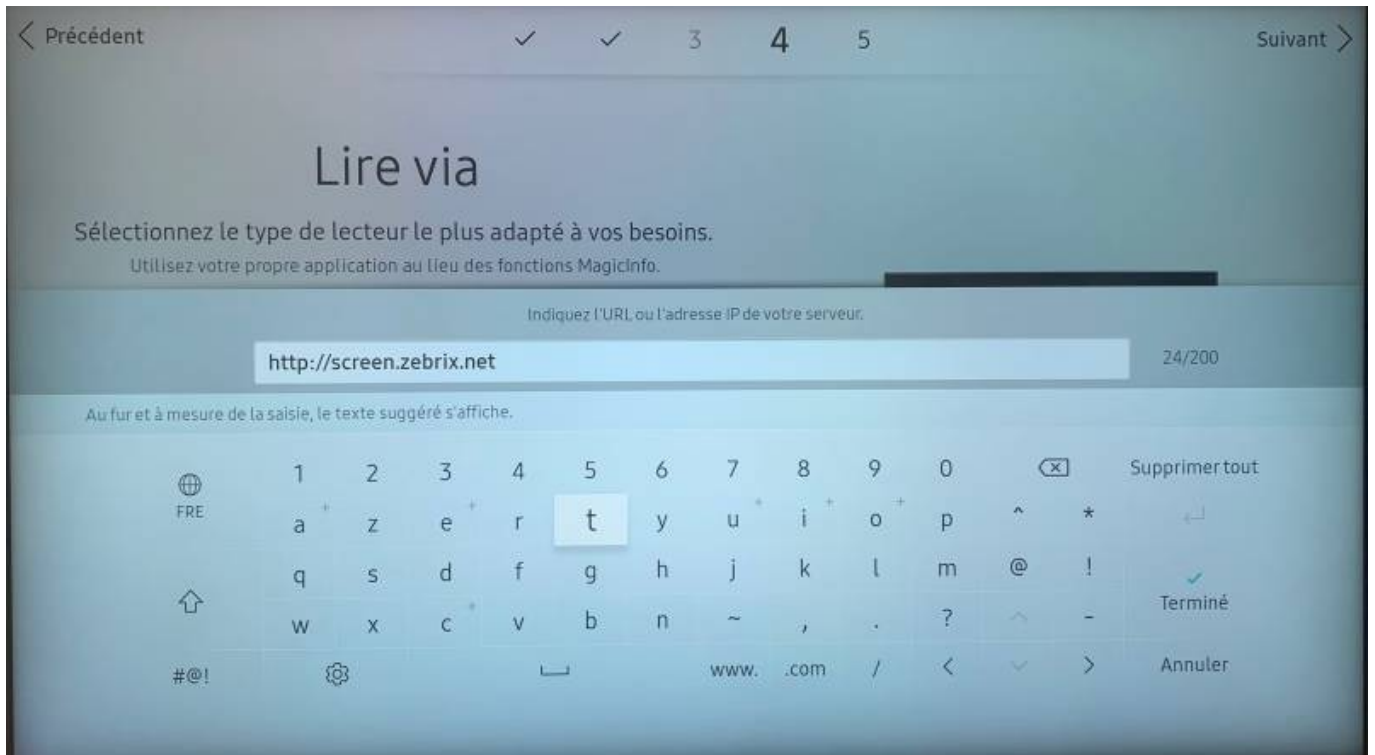 Précédent
3 4 5
Suivant
Lire via
Sélectionnez le type de lecteur le plus adapté à vos besoins.
Utilisez votre propre application au lieu des fonctions MagicInfo.
Indiquez l'URL ou l'adresse IP de votre serveur.
http://screen.zebrix.net
24/200
Au fur et à mesure de la saisie, le texte suggéré s'affiche.
FRE
1 2 3 4 5 6 7 8 9 0
Supprimer tout
a z e r t y u i o p ^ *
q s d f g h j k l m @ !
w x c v b n ~ , . ? -
Terminé
#@! www. .com / < >
Annuler